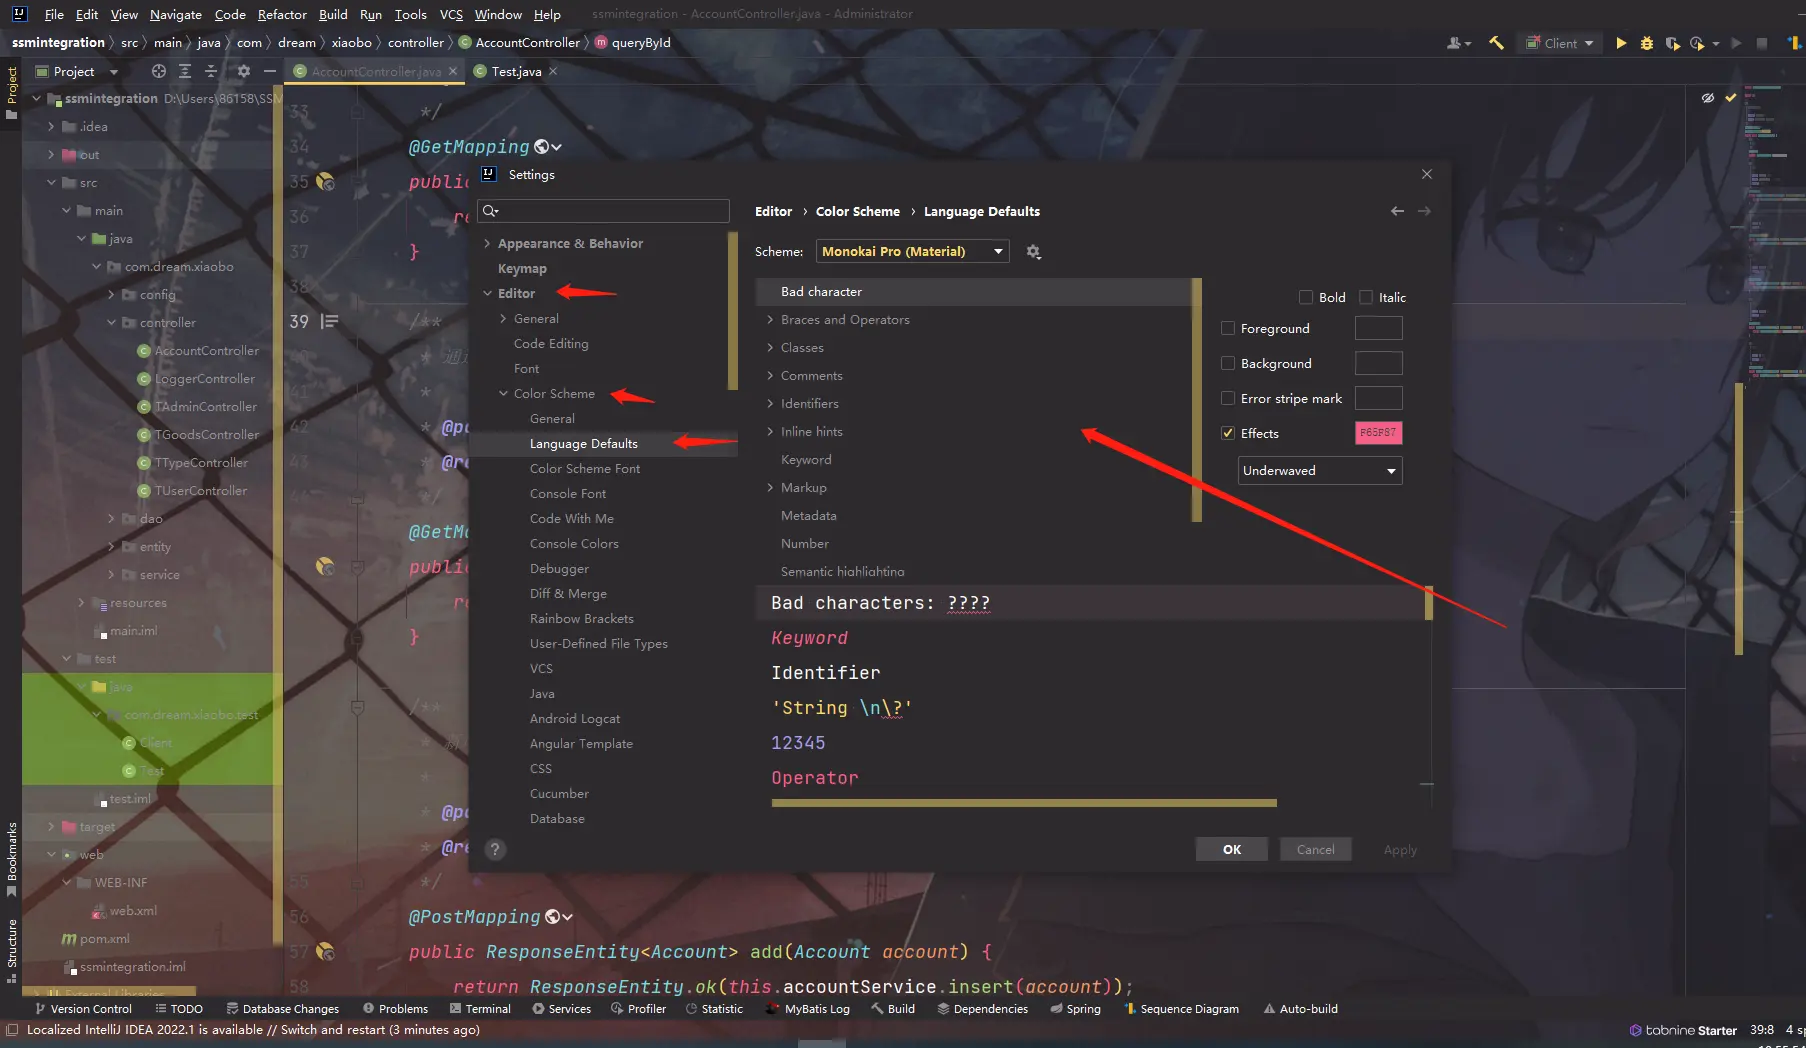 File Edit View Navigate Code Refactor Build Run Tools VCS Window Help ssmintegration - AccountController.java - Administrator
ssmintegration src main java com dream xiaobo controller AccountController queryById Client
Project AccountController.java Test.java
Project
ssmintegration D:\Users\86158\SSM
.idea
out
src
main
java
com.dream.xiaobo
config
controller
AccountController
LoggerController
TAdminController
TGoodsController
TTypeController
TUserController
dao
entity
service
resources
main.iml
test
java
com.dream.xiaobo.test
Client
Test
test.iml
target
web
WEB-INF
web.xml
pom.xml
ssmintegration.iml
External Libraries
Bookmarks
Structure
33 */
34 @GetMapping
35 public
36 re
37 }
38
39 /**
*
*
42 * @pa
43 * @re
44 */
@GetMa
public
re
}
/**
*
*
* @pa
* @re
55 */
56 @PostMapping
57 public ResponseEntity<Account> add(Account account) {
58 return ResponseEntity.ok(this.accountService.insert(account));
Settings
Appearance & Behavior
Keymap
Editor
General
Code Editing
Font
Color Scheme
General
Language Defaults
Color Scheme Font
Console Font
Code With Me
Console Colors
Debugger
Diff & Merge
Rainbow Brackets
User-Defined File Types
VCS
Java
Android Logcat
Angular Template
CSS
Cucumber
Database
Editor › Color Scheme › Language Defaults
Scheme: Monokai Pro (Material)
Bad character
Braces and Operators
Classes
Comments
Identifiers
Inline hints
Keyword
Markup
Metadata
Number
Semantic highlighting
Bold Italic
Foreground
Background
Error stripe mark
Effects F65F87
Underwaved
Bad characters: ????
Keyword
Identifier
'String \n\?'
12345
Operator
?
OK Cancel Apply
Version Control TODO Database Changes Problems Terminal Services Profiler Statistic MyBatis Log Build Dependencies Spring Sequence Diagram Auto-build
Localized IntelliJ IDEA 2022.1 is available // Switch and restart (3 minutes ago) tabnine Starter 39:8 4 sp